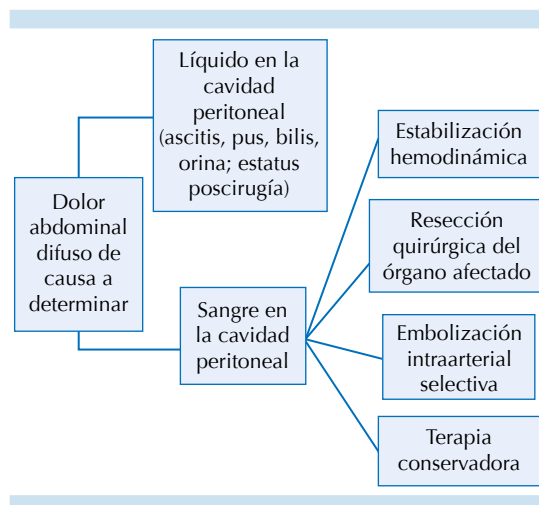 Líquido en la
cavidad
peritoneal
(ascitis, pus, bilis,
orina; estatus
poscirugía)
Dolor
abdominal
difuso de
causa a
determinar
Sangre en
la cavidad
peritoneal
Estabilización
hemodinámica
Resección
quirúrgica del
órgano afectado
Embolización
intraarterial
selectiva
Terapia
conservadora